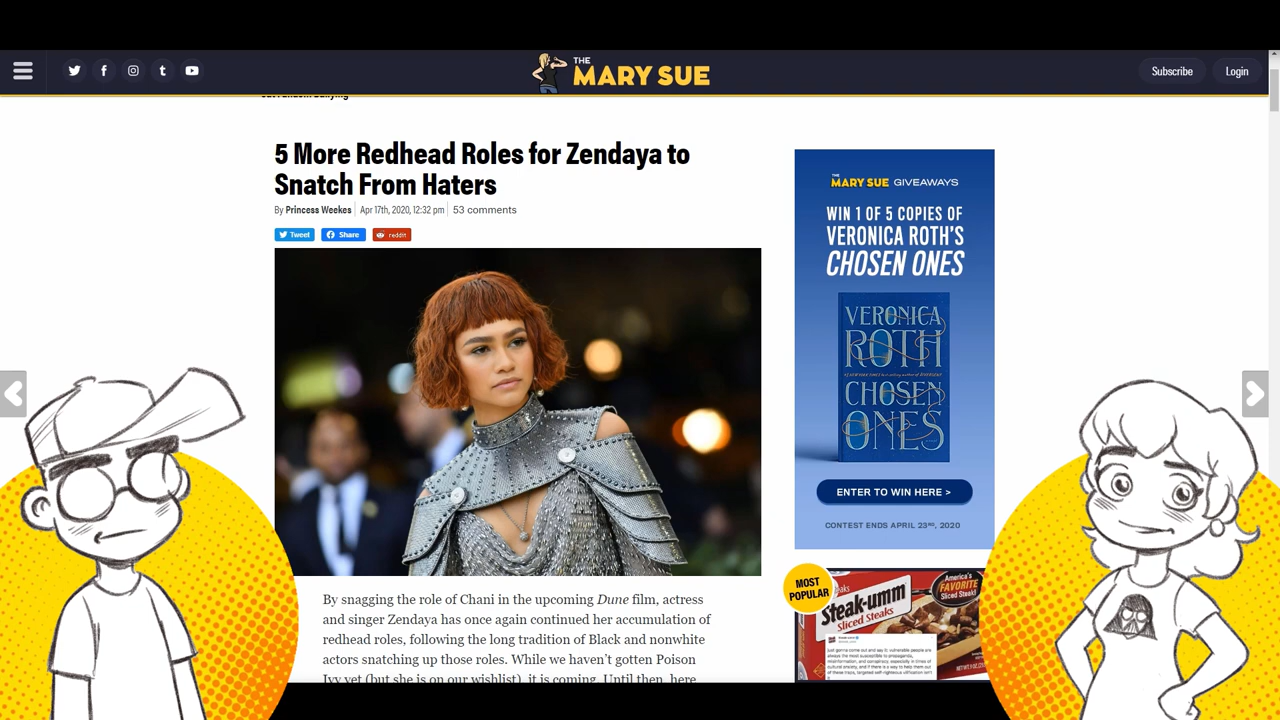 THE
MARY SUE
Subscribe
Login
5 More Redhead Roles for Zendaya to
Snatch From Haters
By Princess Weekes
Apr 17th, 2020, 12:32 pm
53 comments
Tweet
Share
reddit
By snagging the role of Chani in the upcoming Dune film, actress
and singer Zendaya has once again continued her accumulation of
redhead roles, following the long tradition of Black and nonwhite
actors snatching up those roles. While we haven't gotten Poison
Ivy yet (but she is on my wishlist), it is coming. Until then, here
THE
MARY SUE GIVEAWAYS
WIN 1 OF 5 COPIES OF
VERONICA ROTH'S
CHOSEN ONES
VERONICA
ROTH
CHOSEN
ONES
ENTER TO WIN HERE >
CONTEST ENDS APRIL 23RD, 2020
MOST
POPULAR
Steak-umm
Sliced Steaks
America's
FAVORITE
Sliced Steak!